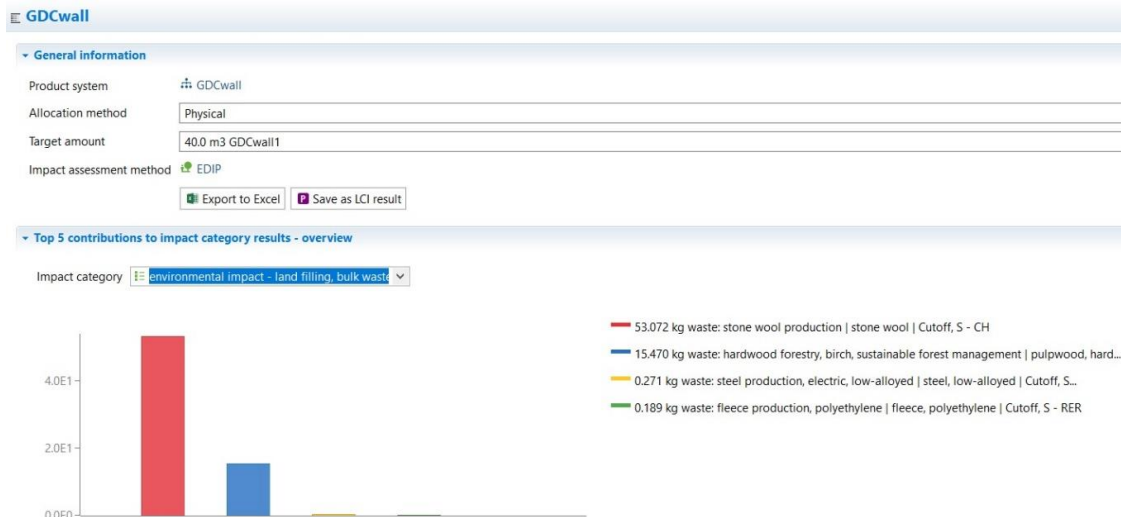 GDCwall
General information
Product system GDCwall
Allocation method Physical
Target amount 40.0 m3 GDCwall1
Impact assessment method EDIP
Export to Excel Save as LCI result
Top 5 contributions to impact category results - overview
Impact category environmental impact - land filling, bulk waste
53.072 kg waste: stone wool production | stone wool | Cutoff, S - CH
15.470 kg waste: hardwood forestry, birch, sustainable forest management | pulpwood, hard...
0.271 kg waste: steel production, electric, low-alloyed | steel, low-alloyed | Cutoff, S...
0.189 kg waste: fleece production, polyethylene | fleece, polyethylene | Cutoff, S - RER
4.0E1
2.0E1
0.0E0